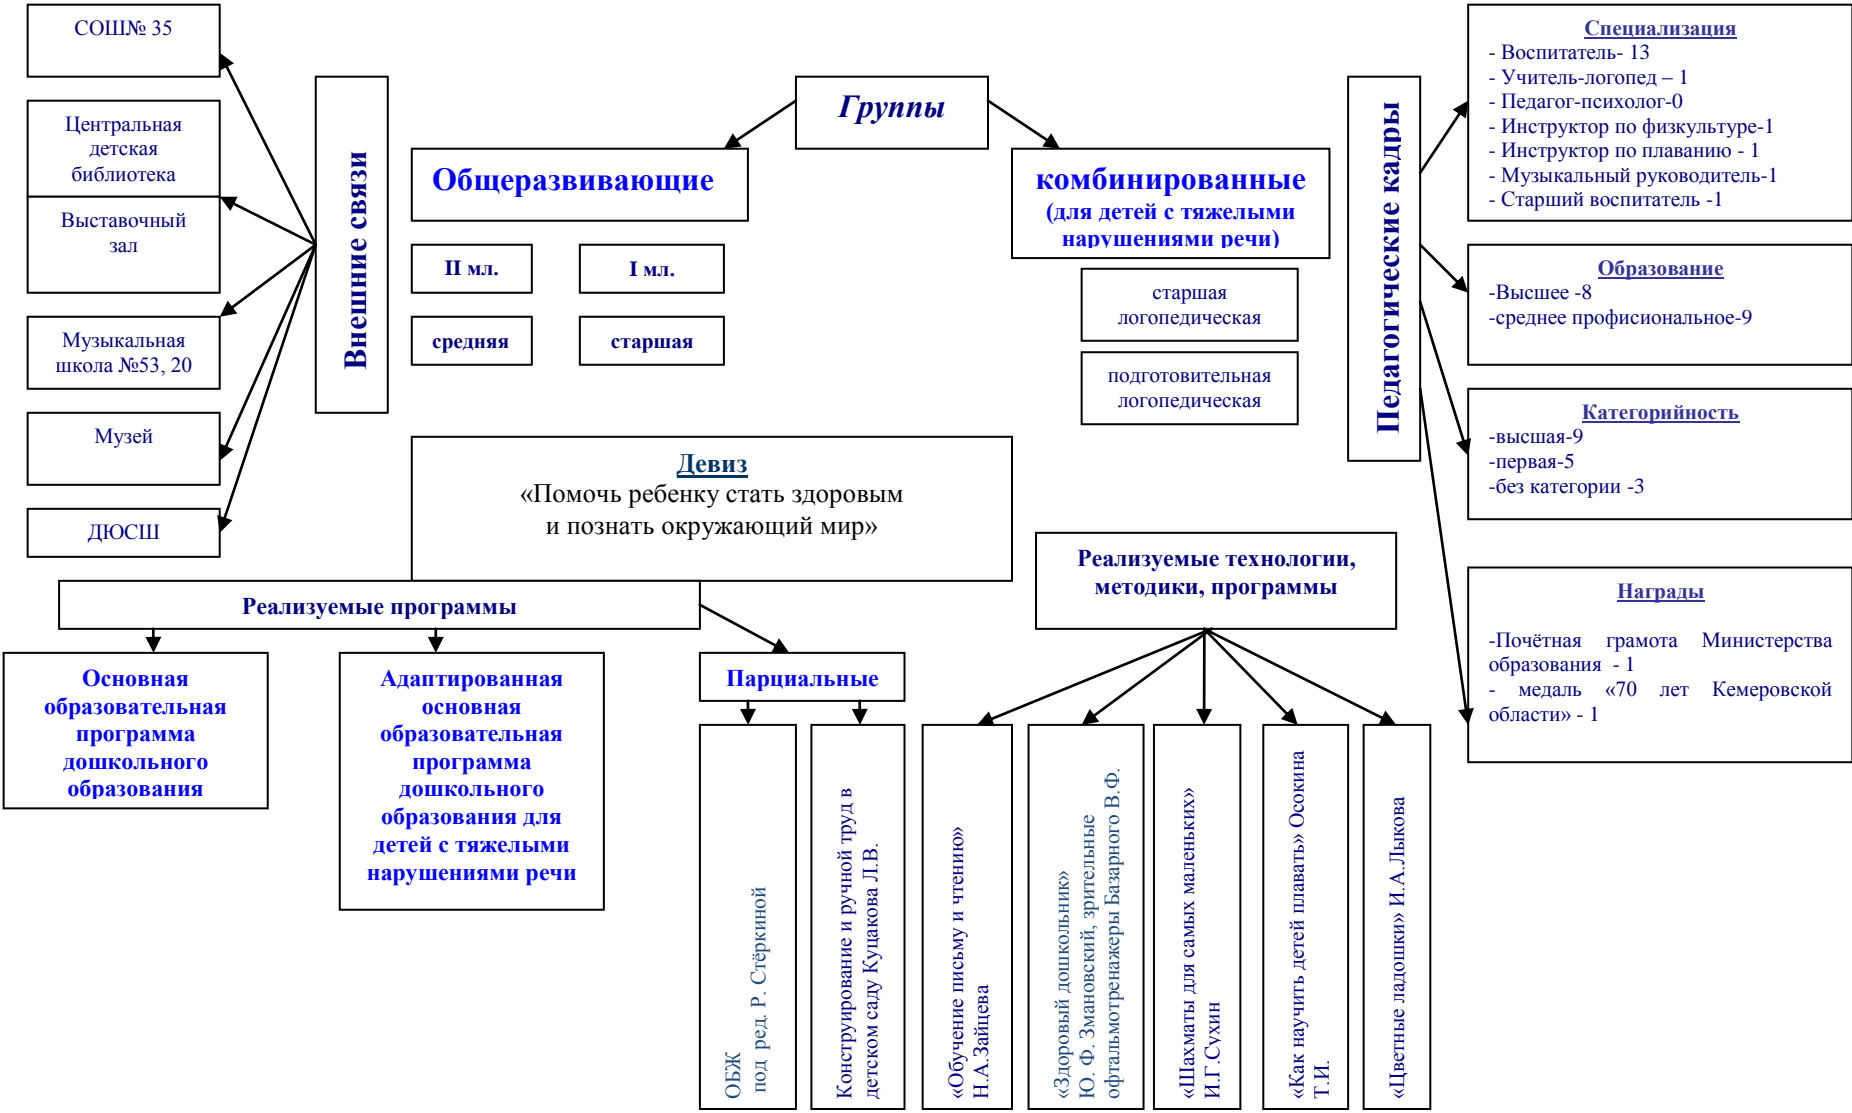 СОШ№ 35
Центральная
детская
библиотека
Выставочный
зал
Музыкальная
школа №53, 20
Музей
ДЮСШ
Внешние связи
Группы
Общеразвивающие
II мл.
I мл.
средняя
старшая
комбинированные
(для детей с тяжелыми
нарушениями речи)
старшая
логопедическая
подготовительная
логопедическая
Педагогические кадры
Специализация
- Воспитатель- 13
- Учитель-логопед – 1
- Педагог-психолог-0
- Инструктор по физкультуре-1
- Инструктор по плаванию - 1
- Музыкальный руководитель-1
- Старший воспитатель -1
Образование
-Высшее -8
-среднее профисиональное-9
Категорийность
-высшая-9
-первая-5
-без категории -3
Награды
-Почётная грамота Министерства
образования - 1
- медаль «70 лет Кемеровской
области» - 1
Девиз
«Помочь ребенку стать здоровым
и познать окружающий мир»
Реализуемые программы
Основная
образовательная
программа
дошкольного
образования
Адаптированная
основная
образовательная
программа
дошкольного
образования для
детей с тяжелыми
нарушениями речи
Парциальные
ОБЖ
под ред. Р. Стёркиной
Конструирование и ручной труд в
детском саду Куцакова Л.В.
Реализуемые технологии,
методики, программы
«Обучение письму и чтению»
Н.А.Зайцева
«Здоровый дошкольник»
Ю. Ф. Змановский, зрительные
офтальмотренажеры Базарного В.Ф.
«Шахматы для самых маленьких»
И.Г.Сухин
«Как научить детей плавать» Осокина
Т.И.
«Цветные ладошки» И.А.Лыкова